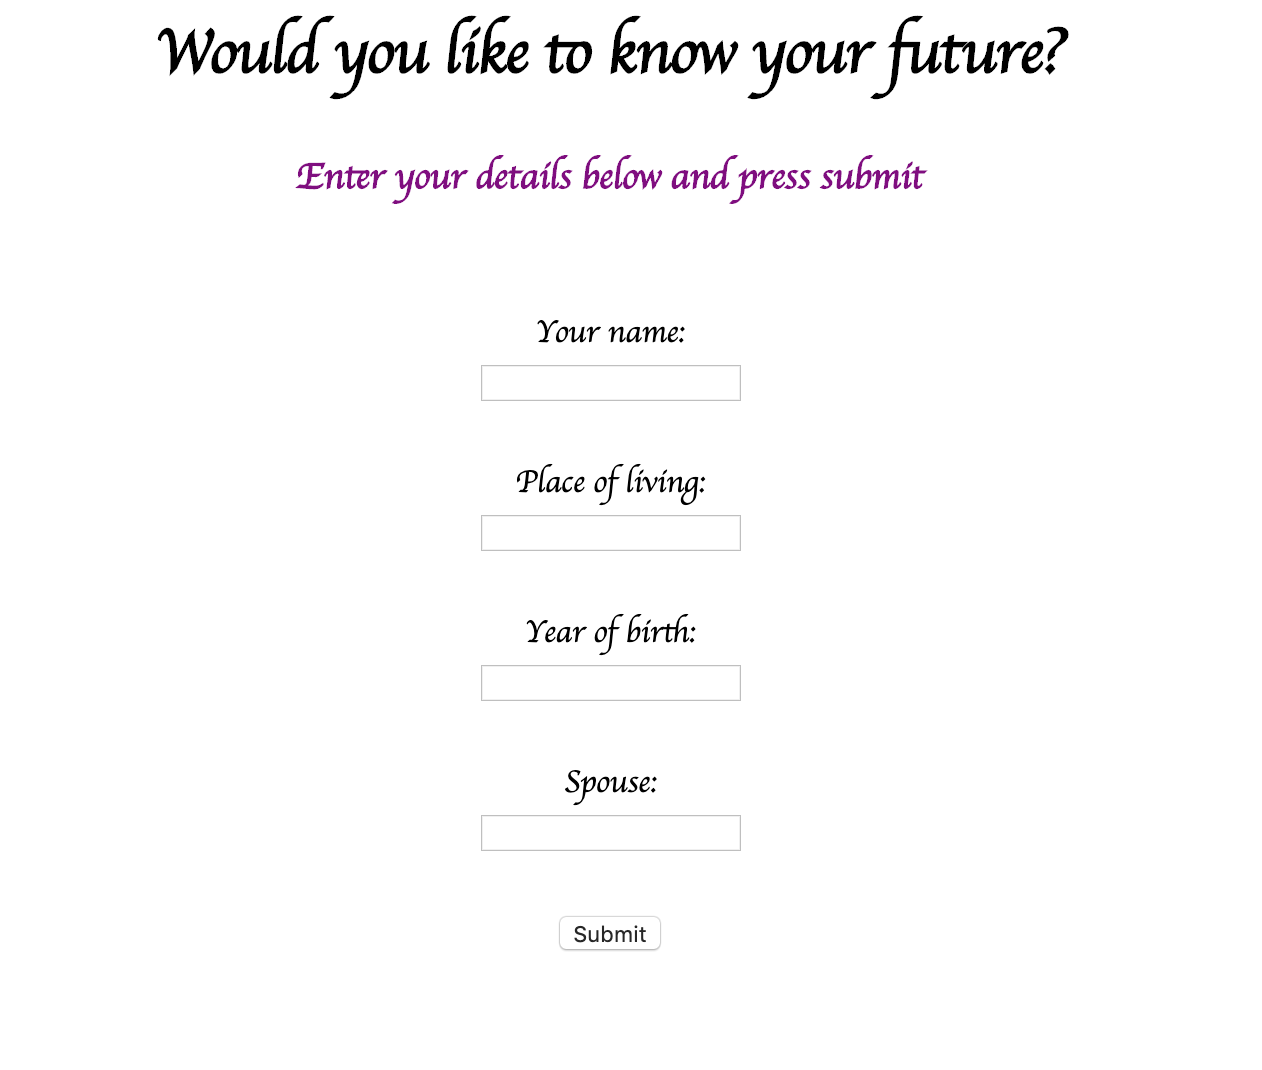 Would you like to know your future?
Enter your details below and press submit
Your name:
Place of living:
Year of birth:
Spouse:
Submit